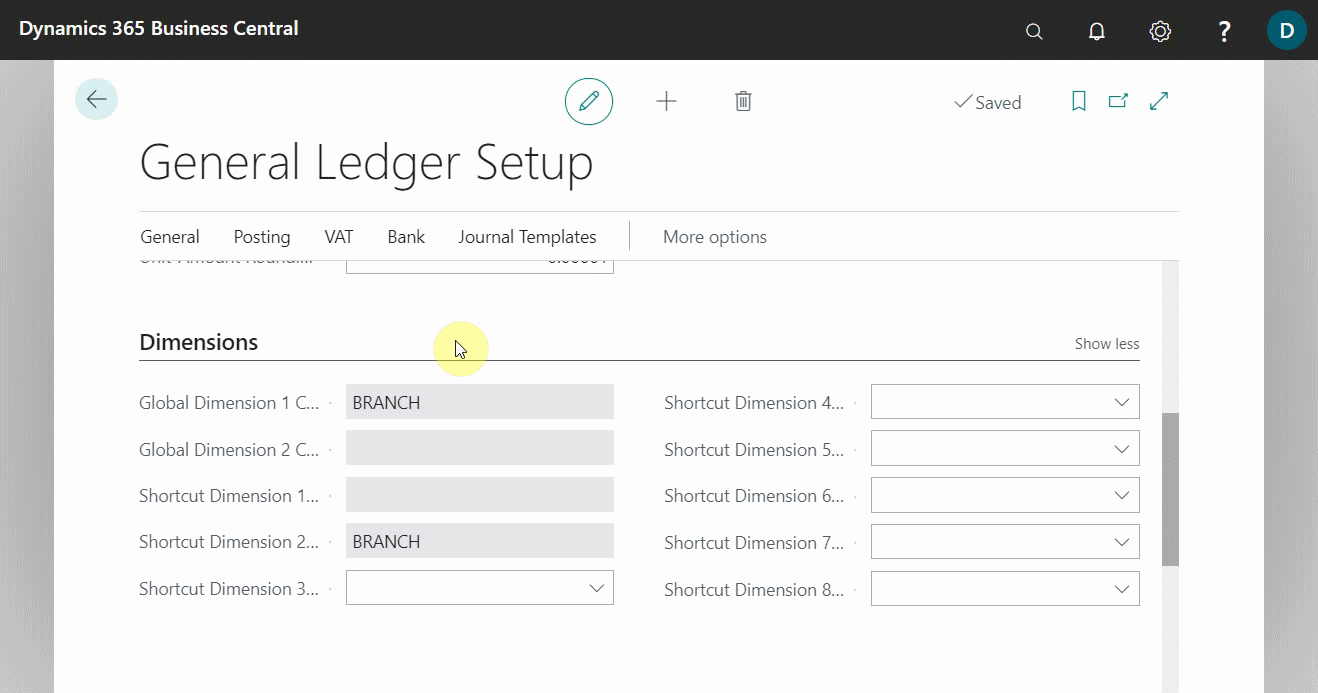 Dynamics 365 Business Central
?
D
Saved
General Ledger Setup
General
Posting
VAT
Bank
Journal Templates
More options
Dimensions
Show less
Global Dimension 1 C...
BRANCH
Global Dimension 2 C...
Shortcut Dimension 1...
Shortcut Dimension 2...
BRANCH
Shortcut Dimension 3...
Shortcut Dimension 4...
Shortcut Dimension 5...
Shortcut Dimension 6...
Shortcut Dimension 7...
Shortcut Dimension 8...